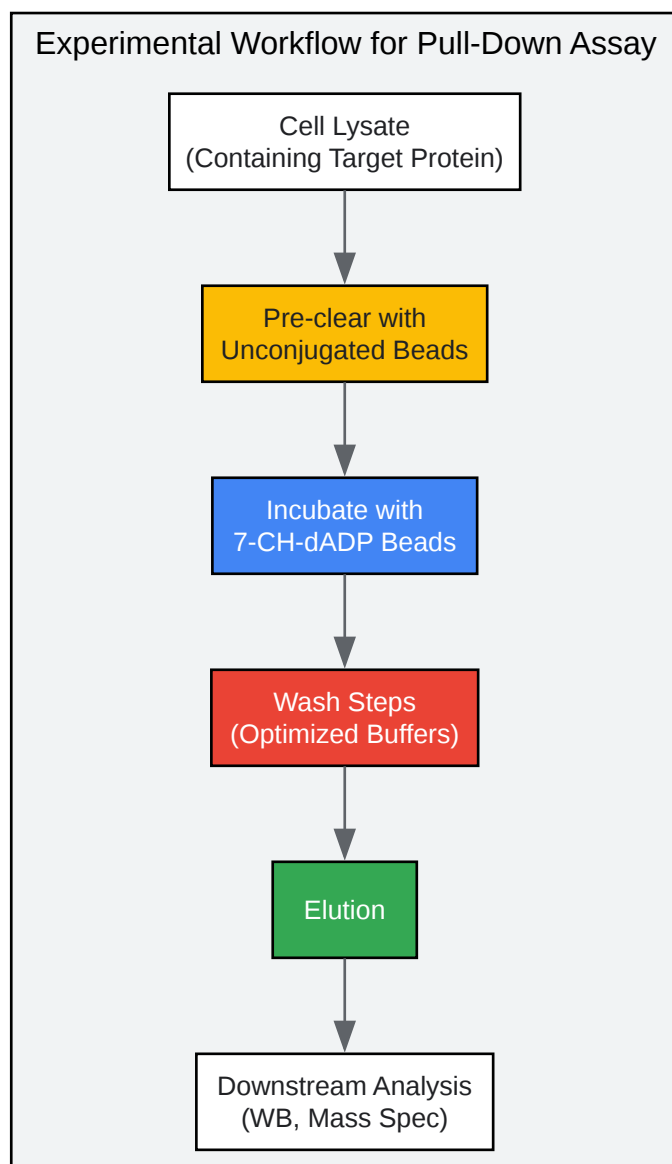 Experimental Workflow for Pull-Down Assay
Cell Lysate
(Containing Target Protein)
Pre-clear with
Unconjugated Beads
Incubate with
7-CH-dADP Beads
Wash Steps
(Optimized Buffers)
Elution
Downstream Analysis
(WB, Mass Spec)